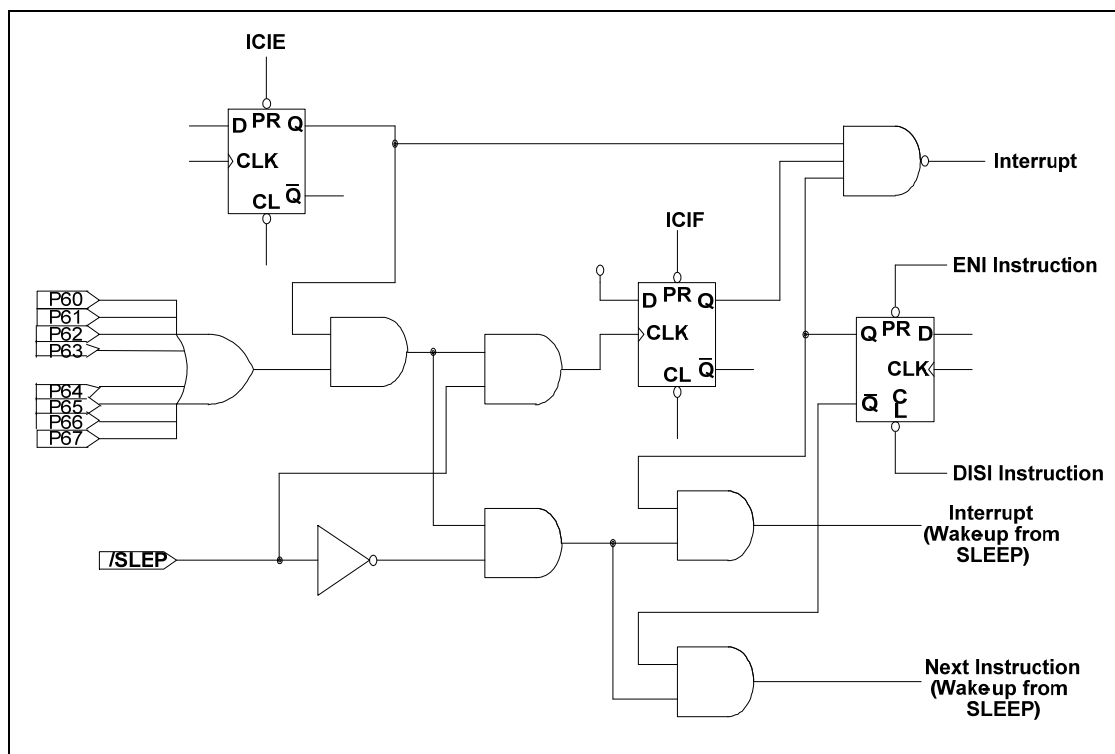 ICIE
D PR Q
CLK
CL Q̅
Interrupt
ICIF
D PR Q
CLK
CL Q̅
ENI Instruction
Q PR D
CLK
Q̅ C
L
DISI Instruction
P60
P61
P62
P63
P64
P65
P66
P67
/SLEP
Interrupt
(Wakeup from
SLEEP)
Next Instruction
(Wakeup from
SLEEP)